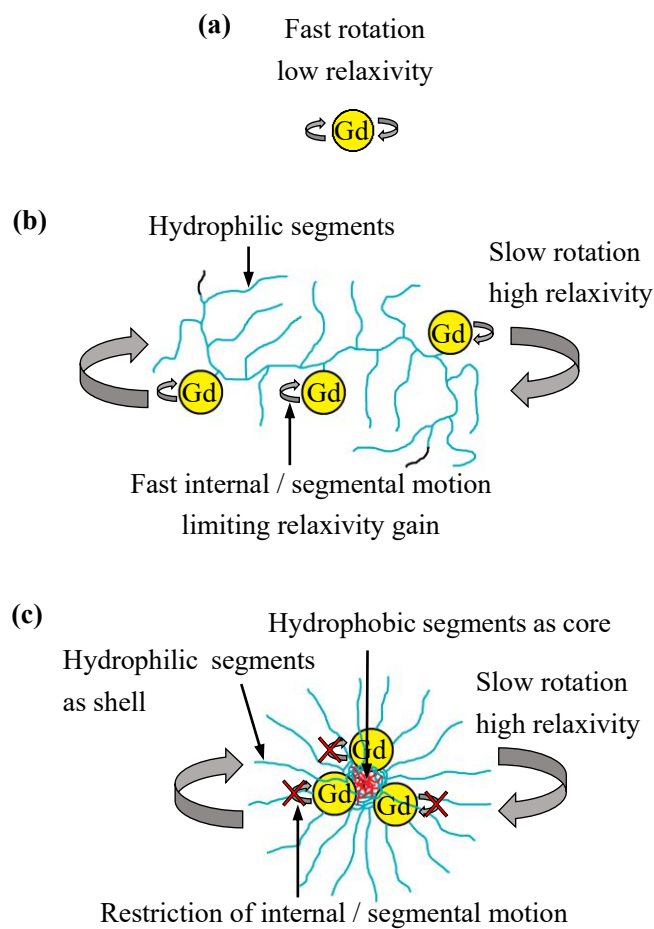 (a)
Fast rotation
low relaxivity
Gd
(b)
Hydrophilic segments
Slow rotation
high relaxivity
Gd
Gd
Gd
Fast internal / segmental motion
limiting relaxivity gain
(c)
Hydrophobic segments as core
Hydrophilic segments
as shell
Slow rotation
high relaxivity
Gd
Gd
Gd
Restriction of internal / segmental motion